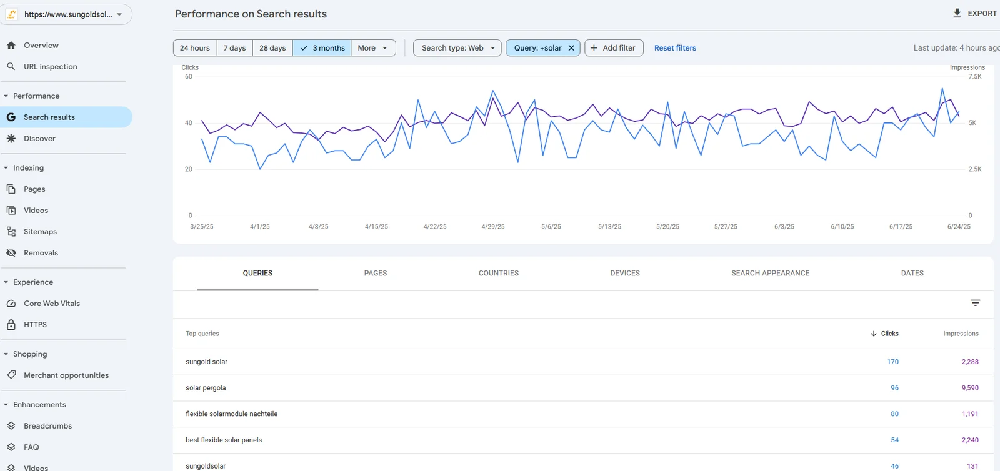 https://www.sungoldsol...
Overview
URL inspection
Performance
Search results
Discover
Indexing
Pages
Videos
Sitemaps
Removals
Experience
Core Web Vitals
HTTPS
Shopping
Merchant opportunities
Enhancements
Breadcrumbs
FAQ
Videos
Performance on Search results
EXPORT
24 hours 7 days 28 days 3 months More Search type: Web Query: +solar Add filter Reset filters Last update: 4 hours ago
Clicks Impressions
60 7.5K
40 5K
20 2.5K
0 0
3/25/25 4/1/25 4/8/25 4/15/25 4/22/25 4/29/25 5/6/25 5/13/25 5/20/25 5/27/25 6/3/25 6/10/25 6/17/25 6/24/25
QUERIES PAGES COUNTRIES DEVICES SEARCH APPEARANCE DATES
Top queries Clicks Impressions
sungold solar 170 2,288
solar pergola 96 9,590
flexible solarmodule nachteile 80 1,191
best flexible solar panels 54 2,240
sungoldsolar 46 131